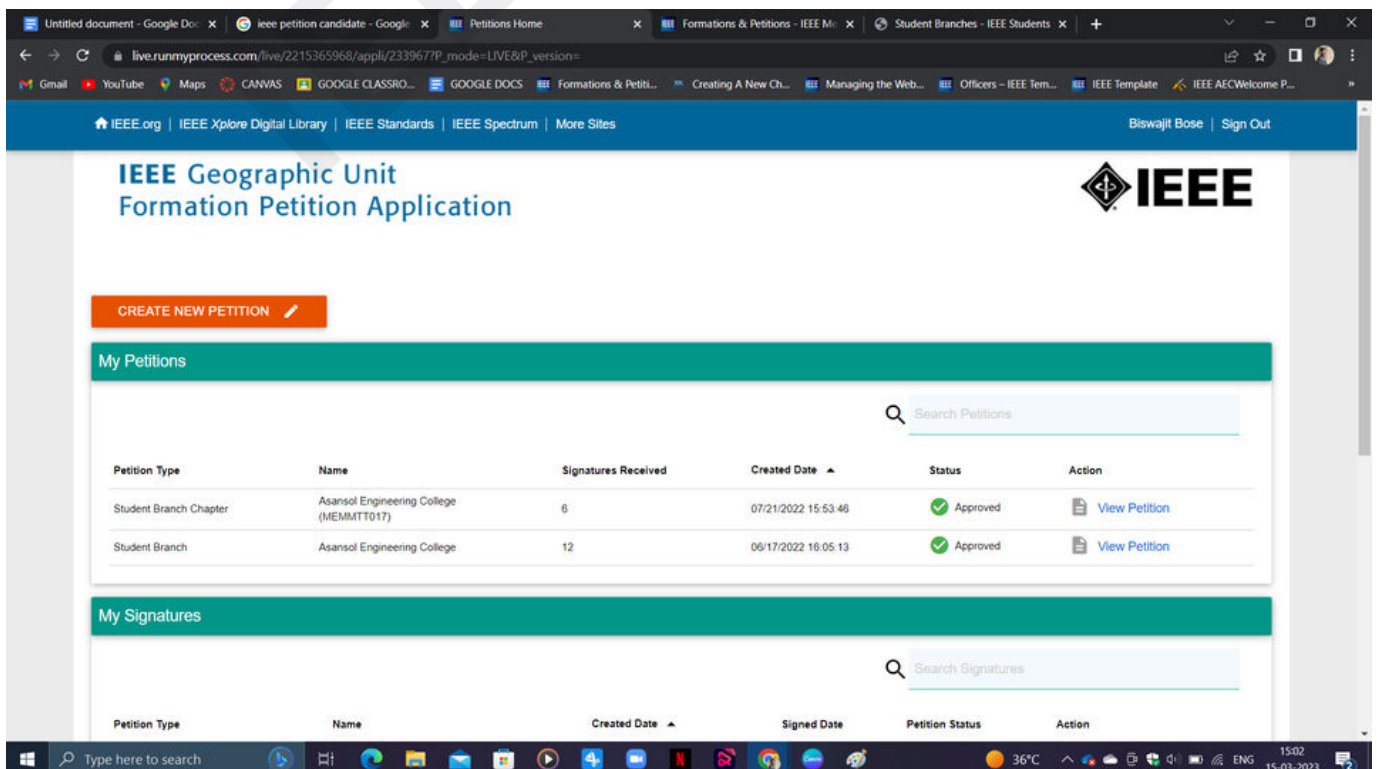 Untitled document - Google Doc
ieee petition candidate - Google
Petitions Home
Formations & Petitions - IEEE Mc
Student Branches - IEEE Students
live.runmyprocess.com/live/2215365968/appli/233967?P_mode=LIVE&P_version=
Gmail YouTube Maps CANVAS GOOGLE CLASSRO... GOOGLE DOCS Formations & Petiti... Creating A New Ch... Managing the Web... Officers – IEEE Tem... IEEE Template IEEE AECWelcome P... »
IEEE.org | IEEE Xplore Digital Library | IEEE Standards | IEEE Spectrum | More Sites Biswajit Bose | Sign Out
IEEE Geographic Unit
Formation Petition Application
IEEE
CREATE NEW PETITION
My Petitions
Search Petitions
Petition Type Name Signatures Received Created Date Status Action
Student Branch Chapter Asansol Engineering College (MEMMTT017) 6 07/21/2022 15:53:46 Approved View Petition
Student Branch Asansol Engineering College 12 06/17/2022 16:05:13 Approved View Petition
My Signatures
Search Signatures
Petition Type Name Created Date Signed Date Petition Status Action
Type here to search 36°C ENG 15:02
15-03-2023